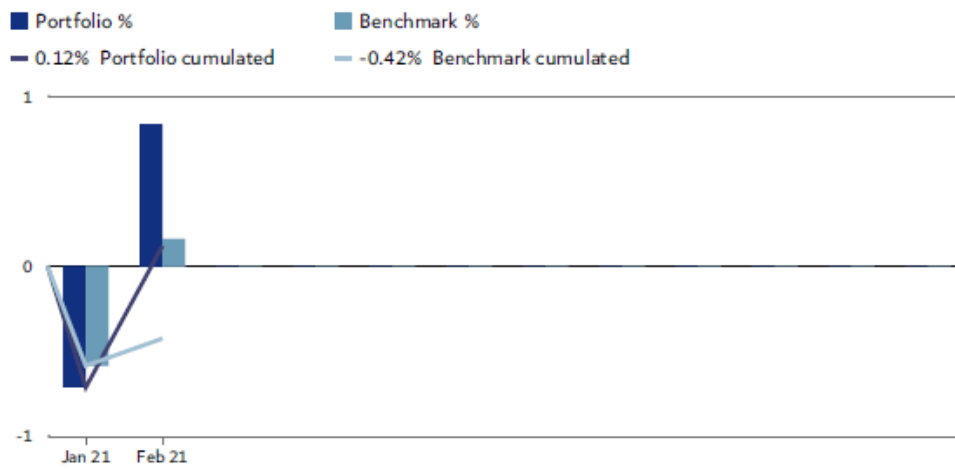 Portfolio % Benchmark %
0.12% Portfolio cumulated -0.42% Benchmark cumulated
1
0
-1
Jan 21 Feb 21